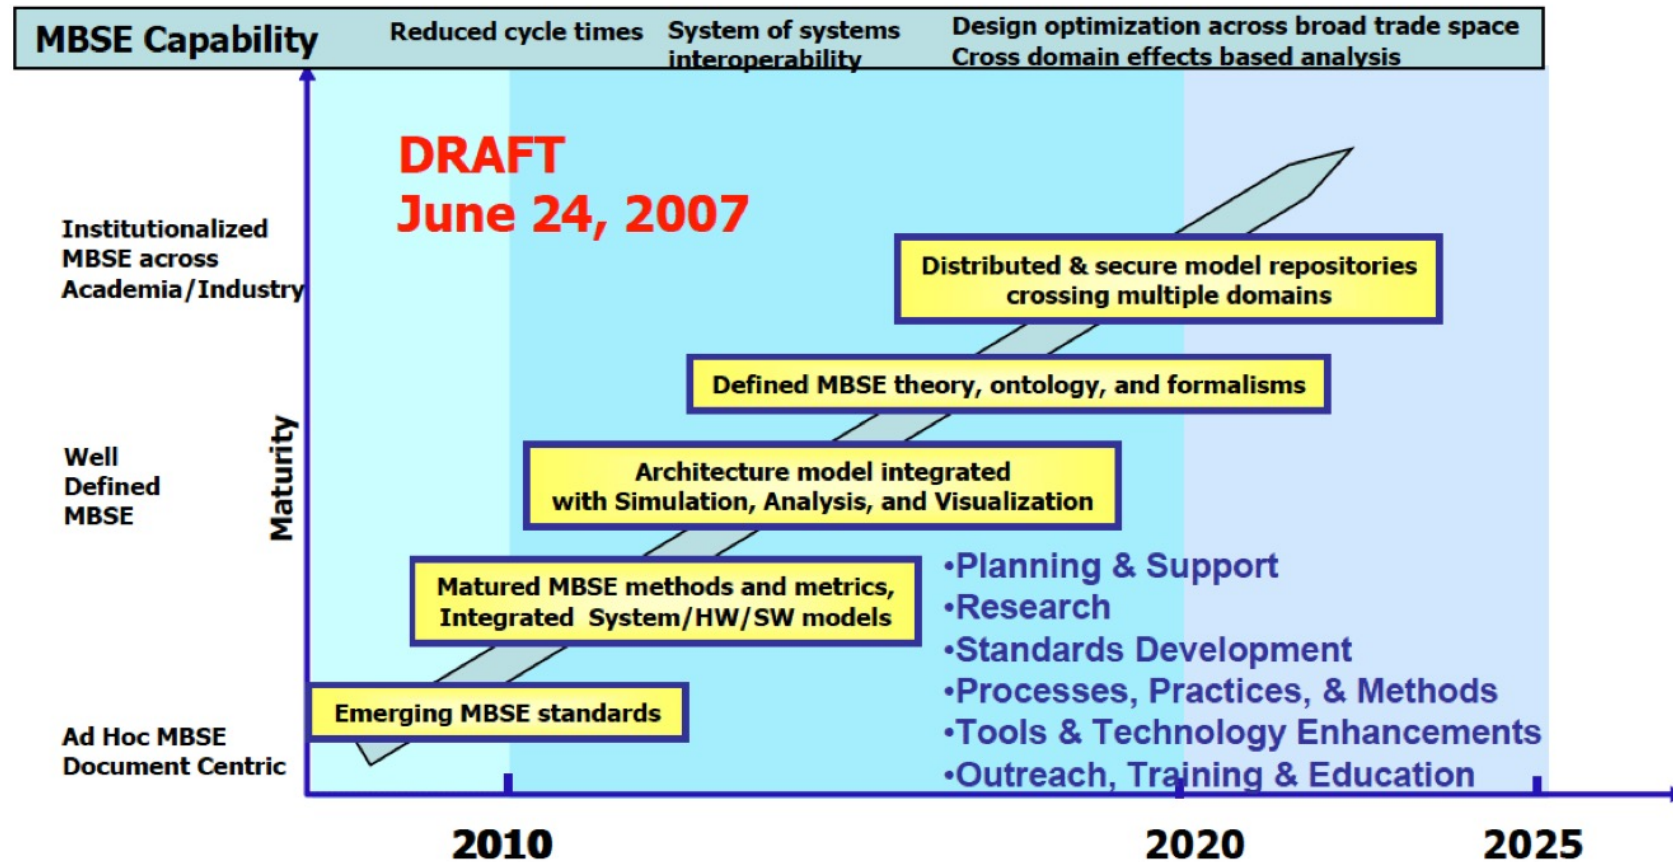 MBSE Capability
Reduced cycle times
System of systems
interoperability
Design optimization across broad trade space
Cross domain effects based analysis
DRAFT
June 24, 2007
Institutionalized
MBSE across
Academia/Industry
Distributed & secure model repositories
crossing multiple domains
Defined MBSE theory, ontology, and formalisms
Maturity
Well
Defined
MBSE
Architecture model integrated
with Simulation, Analysis, and Visualization
Matured MBSE methods and metrics,
Integrated System/HW/SW models
•Planning & Support
•Research
•Standards Development
•Processes, Practices, & Methods
•Tools & Technology Enhancements
•Outreach, Training & Education
Emerging MBSE standards
Ad Hoc MBSE
Document Centric
2010
2020
2025